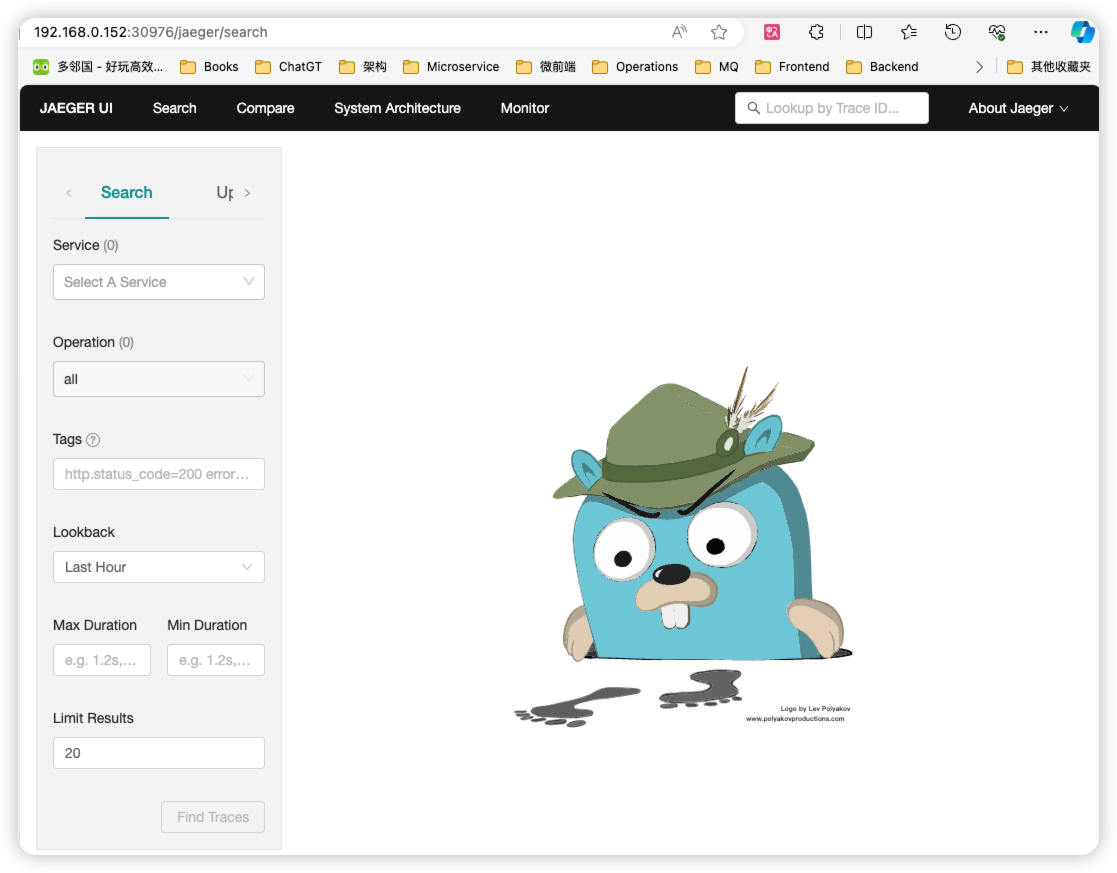 192.168.0.152:30976/jaeger/search
多邻国 - 好玩高效... Books ChatGT 架构 Microservice 微前端 Operations MQ Frontend Backend 其他收藏夹
JAEGER UI Search Compare System Architecture Monitor Lookup by Trace ID... About Jaeger
Search Up
Service (0)
Select A Service
Operation (0)
all
Tags ?
http.status_code=200 error...
Lookback
Last Hour
Max Duration Min Duration
e.g. 1.2s,... e.g. 1.2s,...
Limit Results
20
Find Traces
Logo by Lev Polyakov
www.polyakovproductions.com